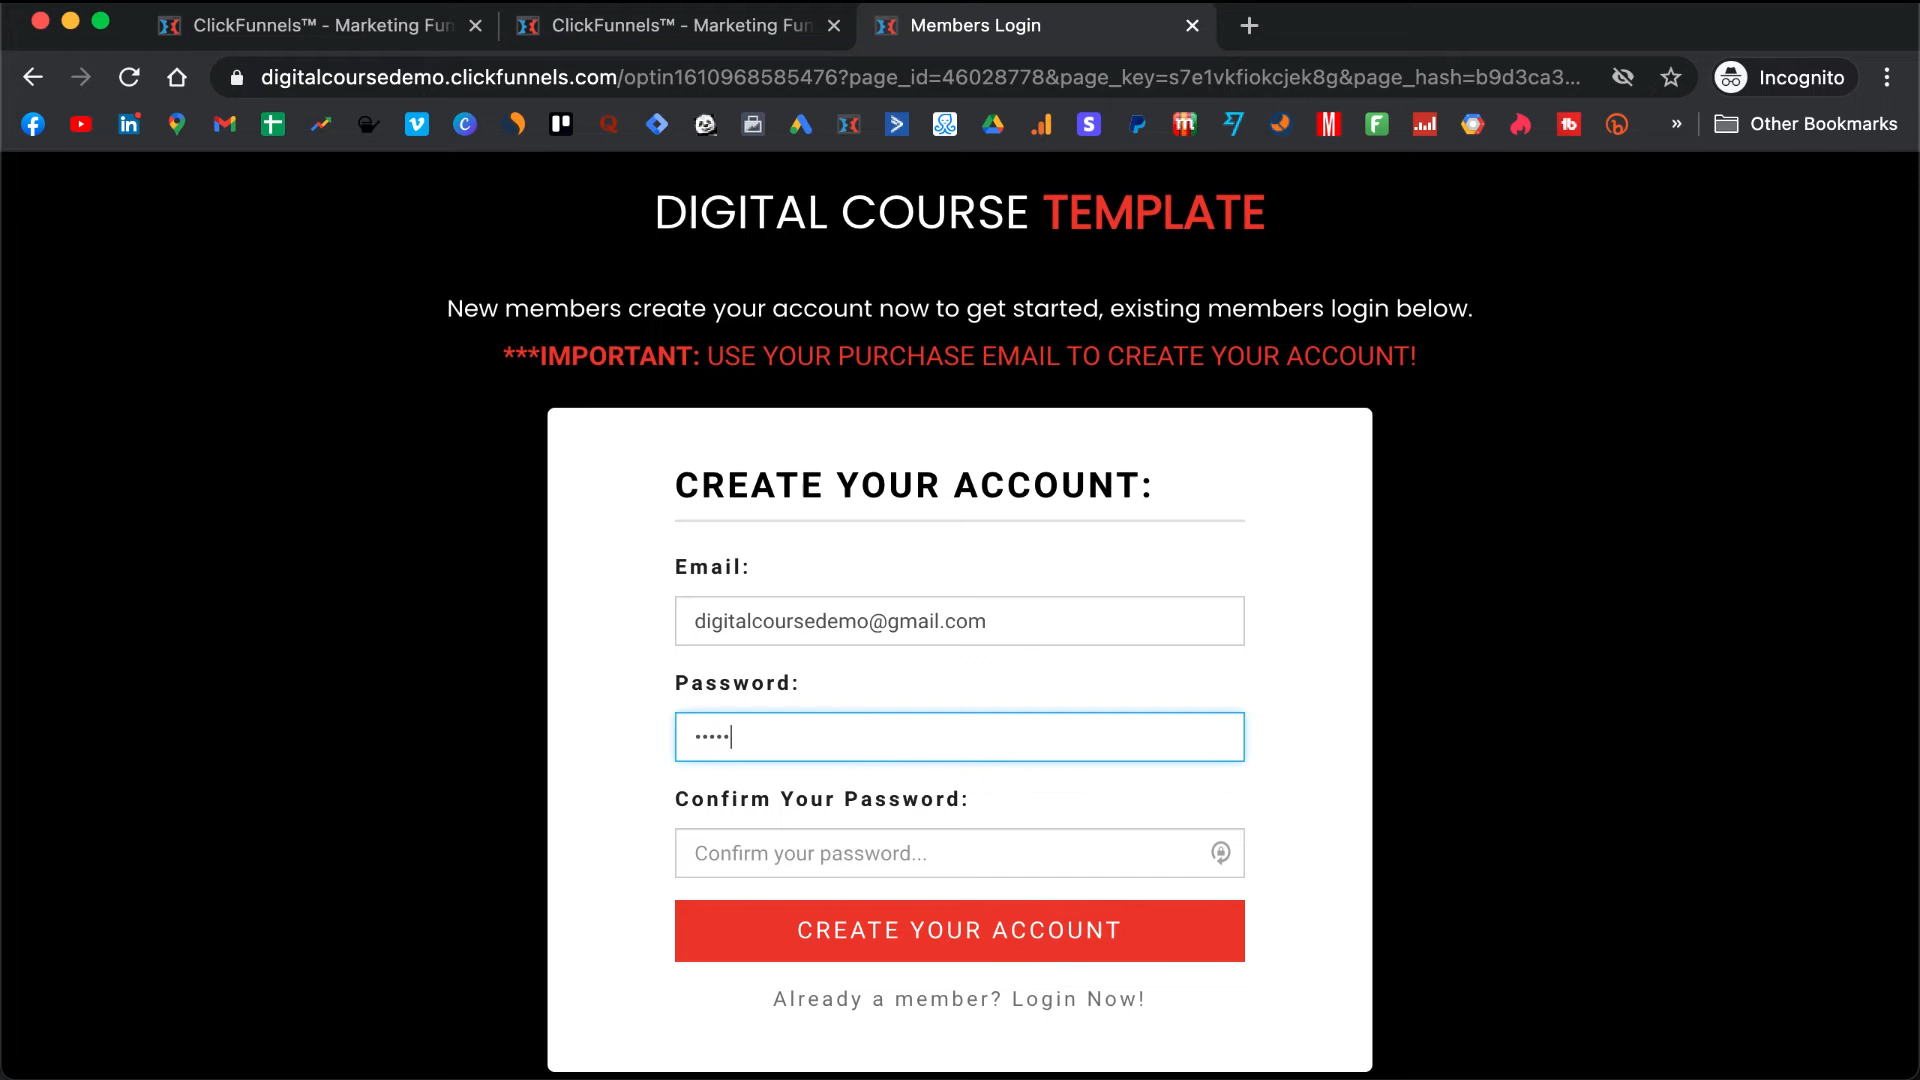 ClickFunnels™ - Marketing Fun
ClickFunnels™ - Marketing Fun
Members Login
digitalcoursedemo.clickfunnels.com/optin1610968585476?page_id=46028778&page_key=s7e1vkfiokcjek8g&page_hash=b9d3ca3...
Incognito
Other Bookmarks
DIGITAL COURSE TEMPLATE
New members create your account now to get started, existing members login below.
***IMPORTANT: USE YOUR PURCHASE EMAIL TO CREATE YOUR ACCOUNT!
CREATE YOUR ACCOUNT:
Email:
digitalcoursedemo@gmail.com
Password:
•••••
Confirm Your Password:
Confirm your password...
CREATE YOUR ACCOUNT
Already a member? Login Now!